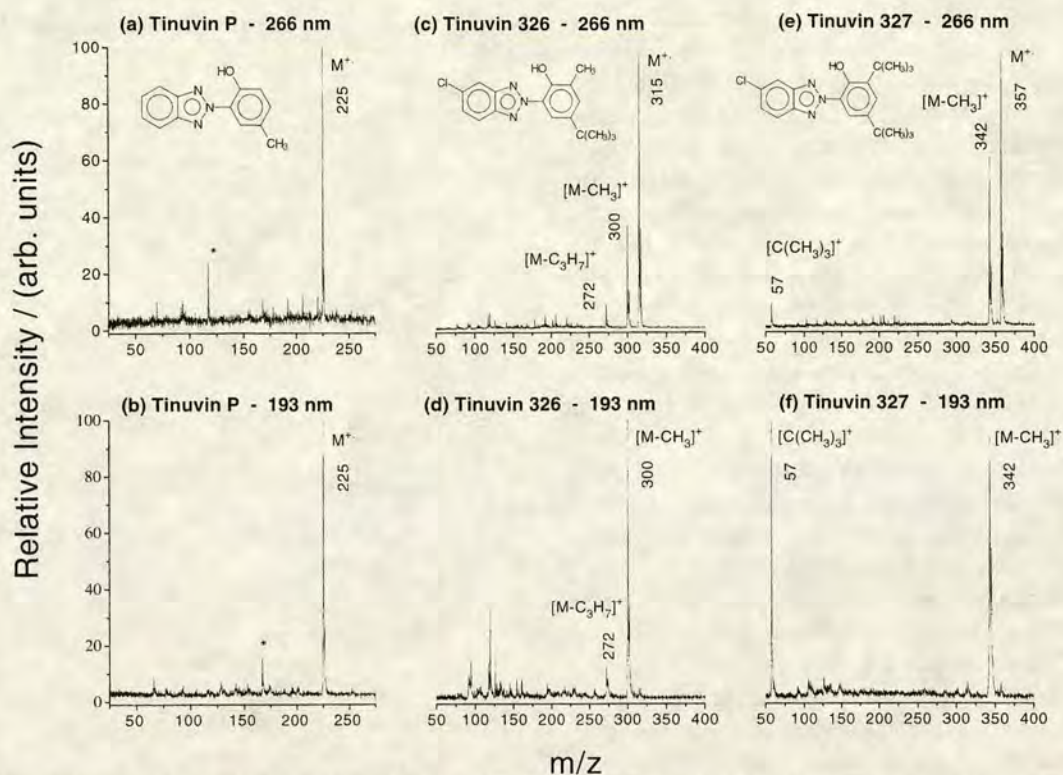 (a) Tinuvin P - 266 nm
(c) Tinuvin 326 - 266 nm
(e) Tinuvin 327 - 266 nm
Relative Intensity / (arb. units)
100
80
60
40
20
0
HO
N
N
N
CH₃
*
M⁺·
225
50 100 150 200 250
Cl
N
N
N
HO
CH₃
C(CH₃)₃
M⁺·
315
[M-CH₃]⁺
300
[M-C₃H₇]⁺
272
50 100 150 200 250 300 350 400
Cl
N
N
N
HO
C(CH₃)₃
C(CH₃)₃
M⁺·
357
[M-CH₃]⁺
342
[C(CH₃)₃]⁺
57
50 100 150 200 250 300 350 400
(b) Tinuvin P - 193 nm
(d) Tinuvin 326 - 193 nm
(f) Tinuvin 327 - 193 nm
100
80
60
40
20
0
M⁺·
225
*
50 100 150 200 250
[M-CH₃]⁺
300
[M-C₃H₇]⁺
272
50 100 150 200 250 300 350 400
[C(CH₃)₃]⁺
57
[M-CH₃]⁺
342
50 100 150 200 250 300 350 400
m/z